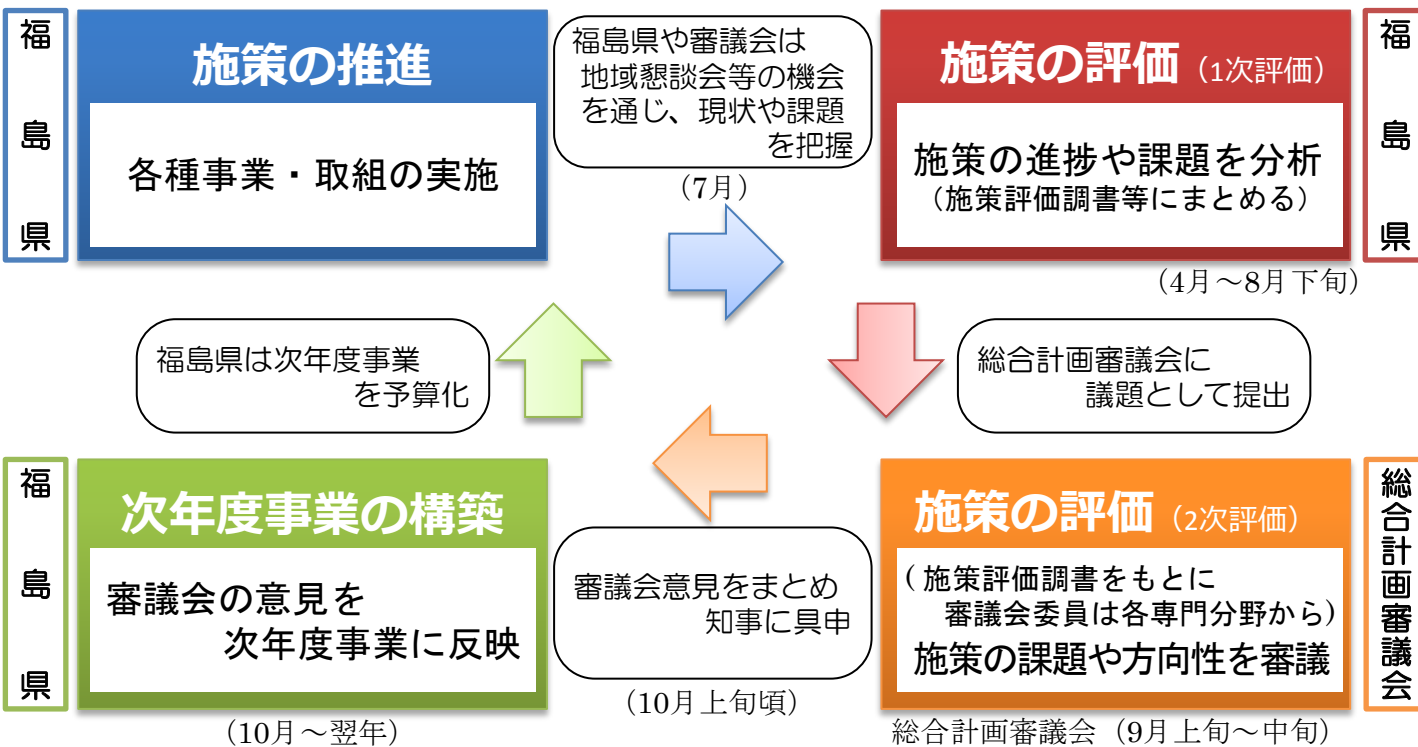 福島県
施策の推進
各種事業・取組の実施
福島県や審議会は
地域懇談会等の機会
を通じ、現状や課題
を把握
（7月）
施策の評価（1次評価）
施策の進捗や課題を分析
（施策評価調書等にまとめる）
福島県
（4月～8月下旬）
福島県は次年度事業
を予算化
総合計画審議会に
議題として提出
福島県
次年度事業の構築
審議会の意見を
次年度事業に反映
（10月～翌年）
審議会意見をまとめ
知事に具申
（10月上旬頃）
施策の評価（2次評価）
（施策評価調書をもとに
審議会委員は各専門分野から）
施策の課題や方向性を審議
総合計画審議会
総合計画審議会（9月上旬～中旬）